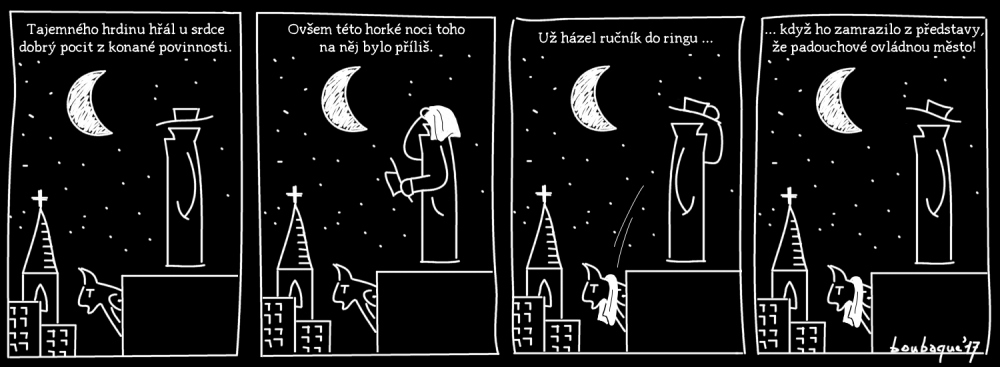 Tajemného hrdinu hřál u srdce
dobrý pocit z konané povinnosti.
Ovšem této horké noci toho
na něj bylo příliš.
Už házel ručník do ringu ...
... když ho zamrazilo z představy,
že padouchové ovládnou město!
boubaque'17